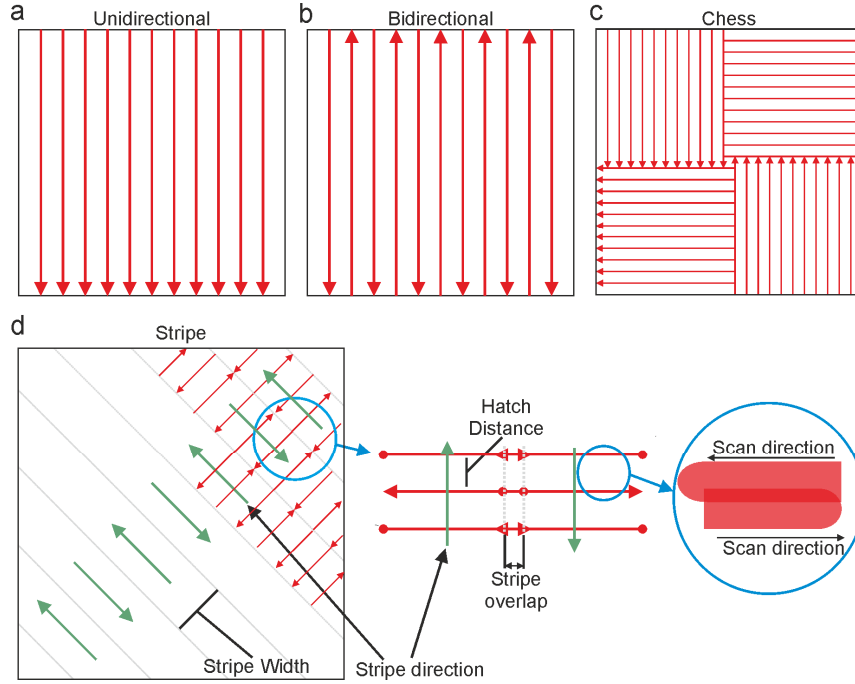 a
Unidirectional
b
Bidirectional
c
Chess
d
Stripe
Hatch
Distance
Scan direction
Scan direction
Stripe
overlap
Stripe Width
Stripe direction